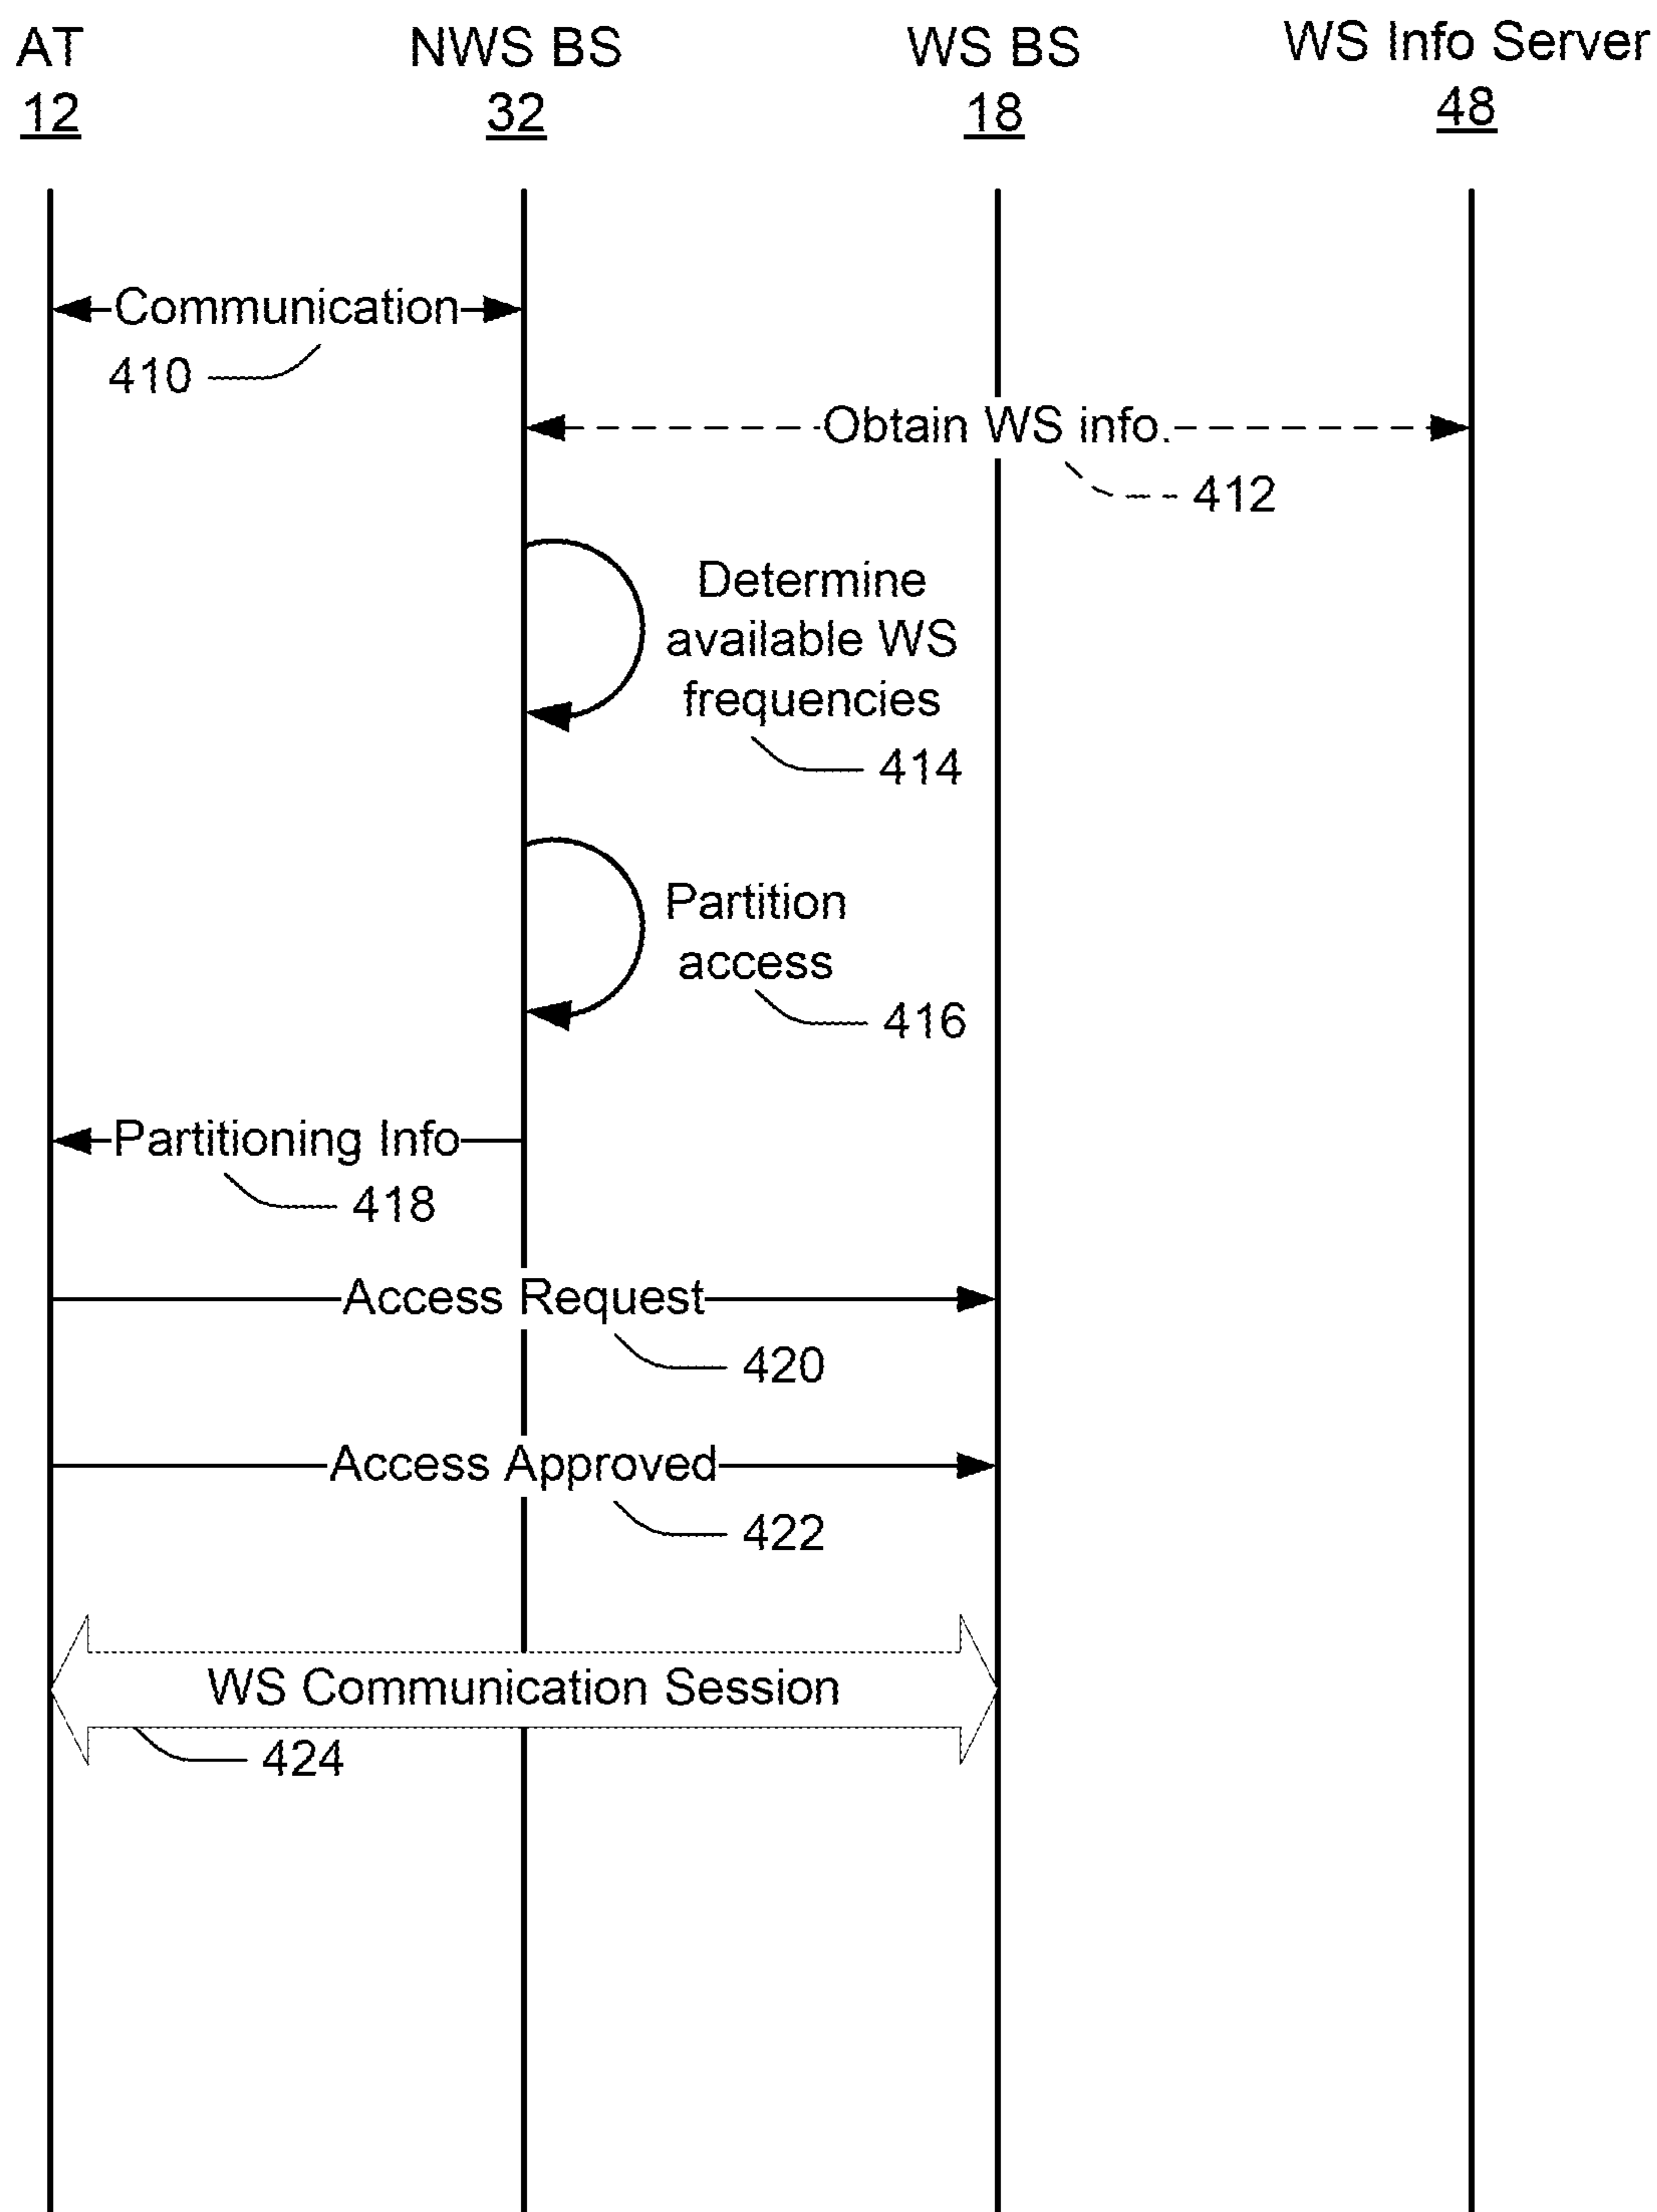 AT
12
NWS BS
32
WS BS
18
WS Info Server
48
Communication
410
Obtain WS info.
412
Determine
available WS
frequencies
414
Partition
access
416
Partitioning Info
418
Access Request
420
Access Approved
422
WS Communication Session
424